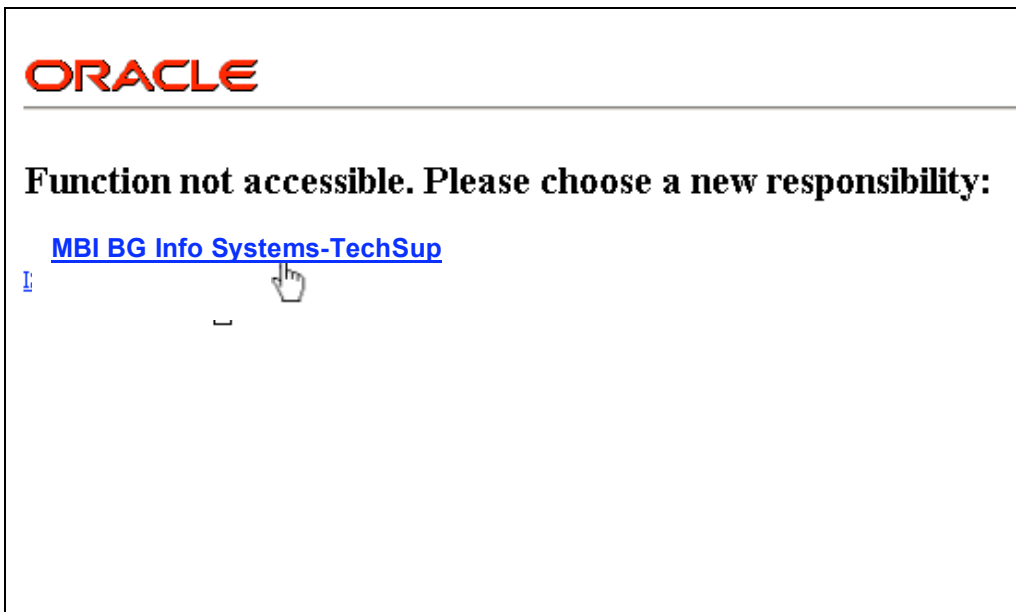 ORACLE
Function not accessible. Please choose a new responsibility:
MBI BG Info Systems-TechSup